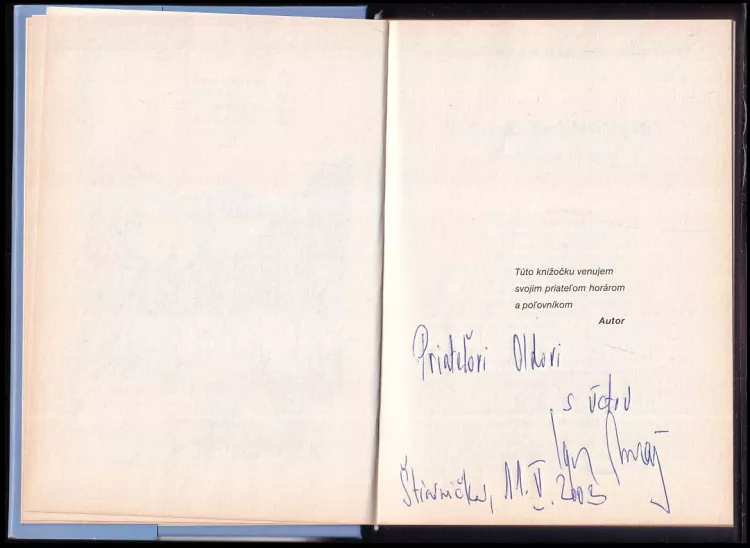 Túto knižočku venujem
svojim priateľom horárom
a poľovníkom
Autor
Priateľovi Oldovi
s úctou
Štiavnička, 11. V. 2003